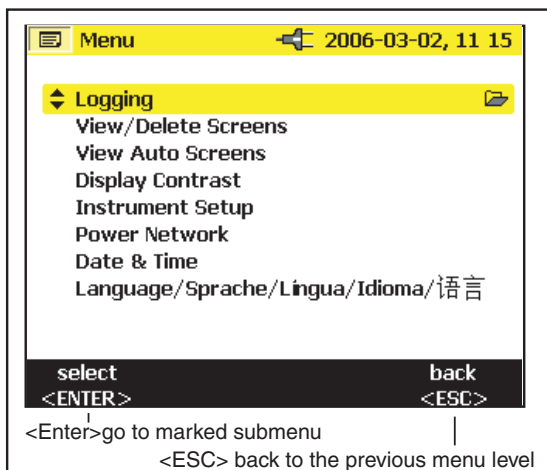 Menu 2006-03-02, 11 15
Logging
View/Delete Screens
View Auto Screens
Display Contrast
Instrument Setup
Power Network
Date & Time
Language/Sprache/Lingua/Idioma/语言
select back
<ENTER> <ESC>
<Enter>go to marked submenu
<ESC> back to the previous menu level